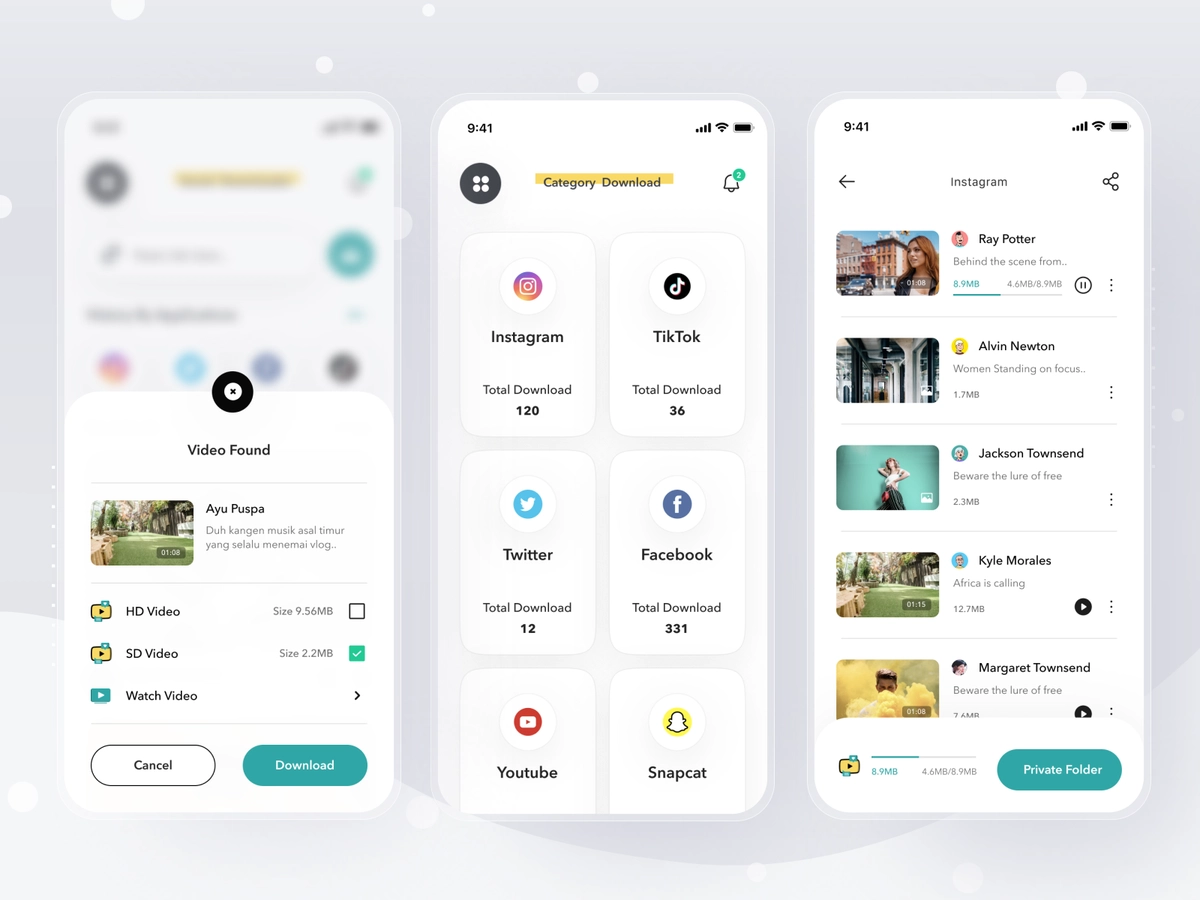 Video Found
Ayu Puspa
Duh kangen musik asal timur
yang selalu menemai vlog..
01:08
HD Video
Size 9.56MB
SD Video
Size 2.2MB
Watch Video
Cancel
Download
9:41
Category Download
2
Instagram
Total Download
120
TikTok
Total Download
36
Twitter
Total Download
12
Facebook
Total Download
331
Youtube
Snapcat
9:41
Instagram
Ray Potter
Behind the scene from..
01:08
8.9MB
4.6MB/8.9MB
Alvin Newton
Women Standing on focus..
1.7MB
Jackson Townsend
Beware the lure of free
2.3MB
Kyle Morales
Africa is calling
01:15
12.7MB
Margaret Townsend
Beware the lure of free
01:08
7.6MB
8.9MB
4.6MB/8.9MB
Private Folder